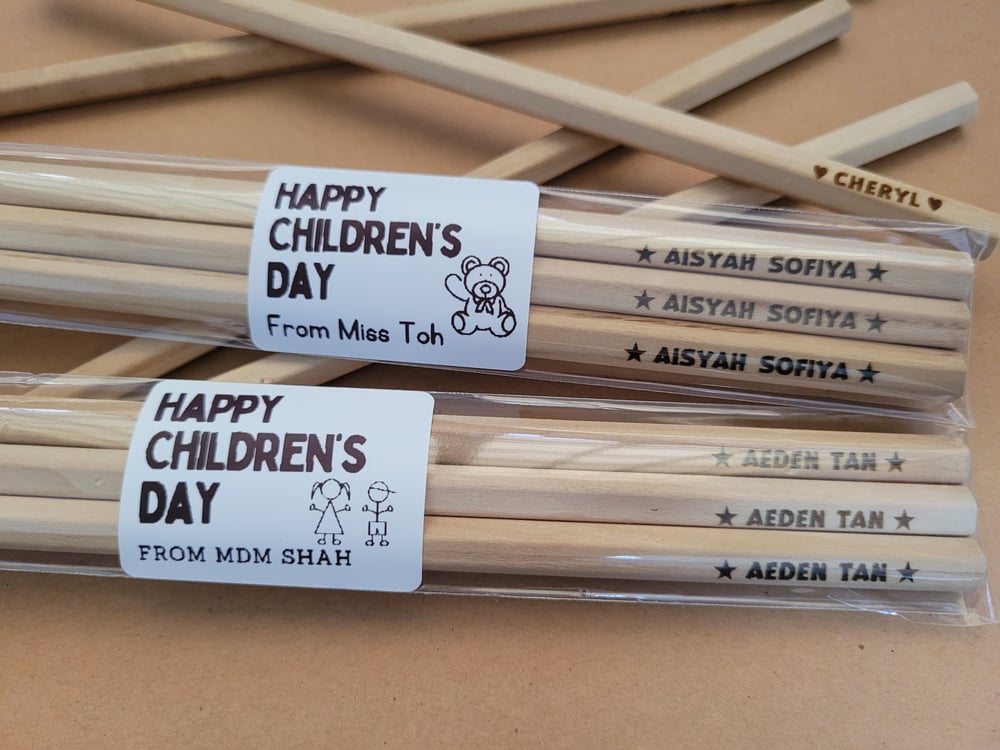 ♥ CHERYL ♥
HAPPY
CHILDREN'S
DAY
From Miss Toh
★ AISYAH SOFIYA ★
★ AISYAH SOFIYA ★
★ AISYAH SOFIYA ★
HAPPY
CHILDREN'S
DAY
FROM MDM SHAH
★ AEDEN TAN ★
★ AEDEN TAN ★
★ AEDEN TAN ★